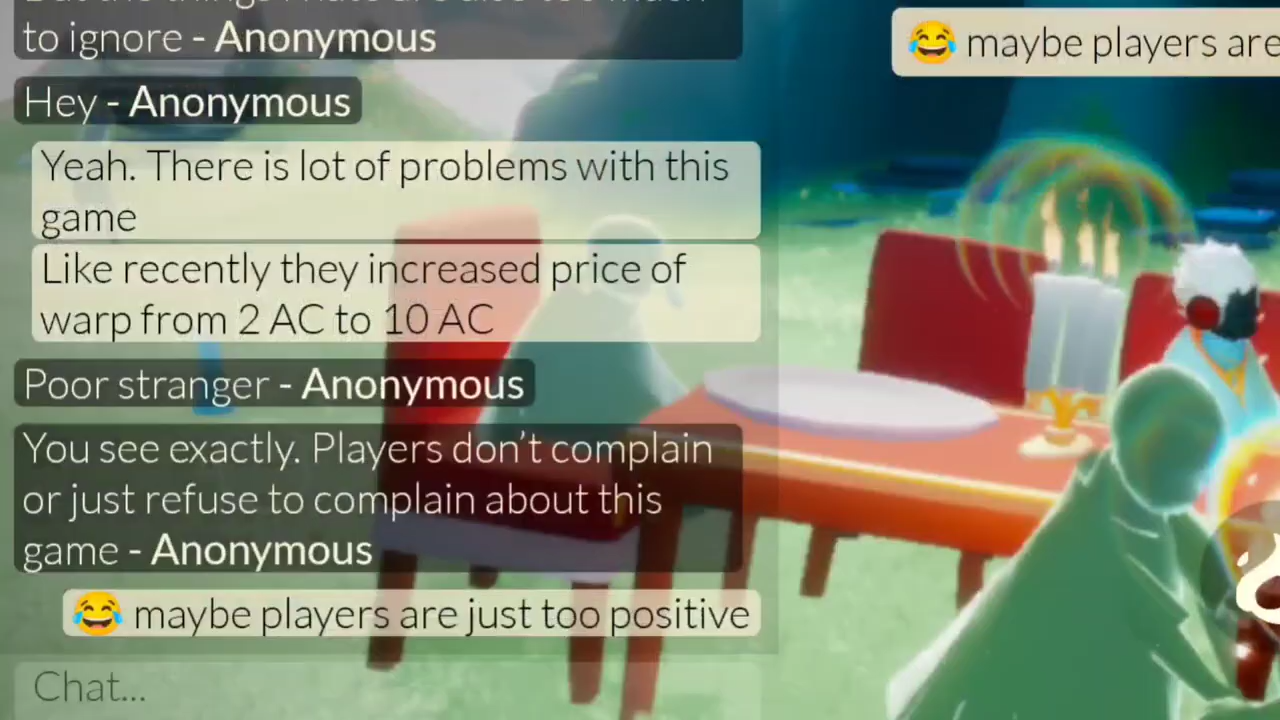 to ignore - Anonymous
😂 maybe players are
Hey - Anonymous
Yeah. There is lot of problems with this
game
Like recently they increased price of
warp from 2 AC to 10 AC
Poor stranger - Anonymous
You see exactly. Players don’t complain
or just refuse to complain about this
game - Anonymous
😂 maybe players are just too positive
Chat...